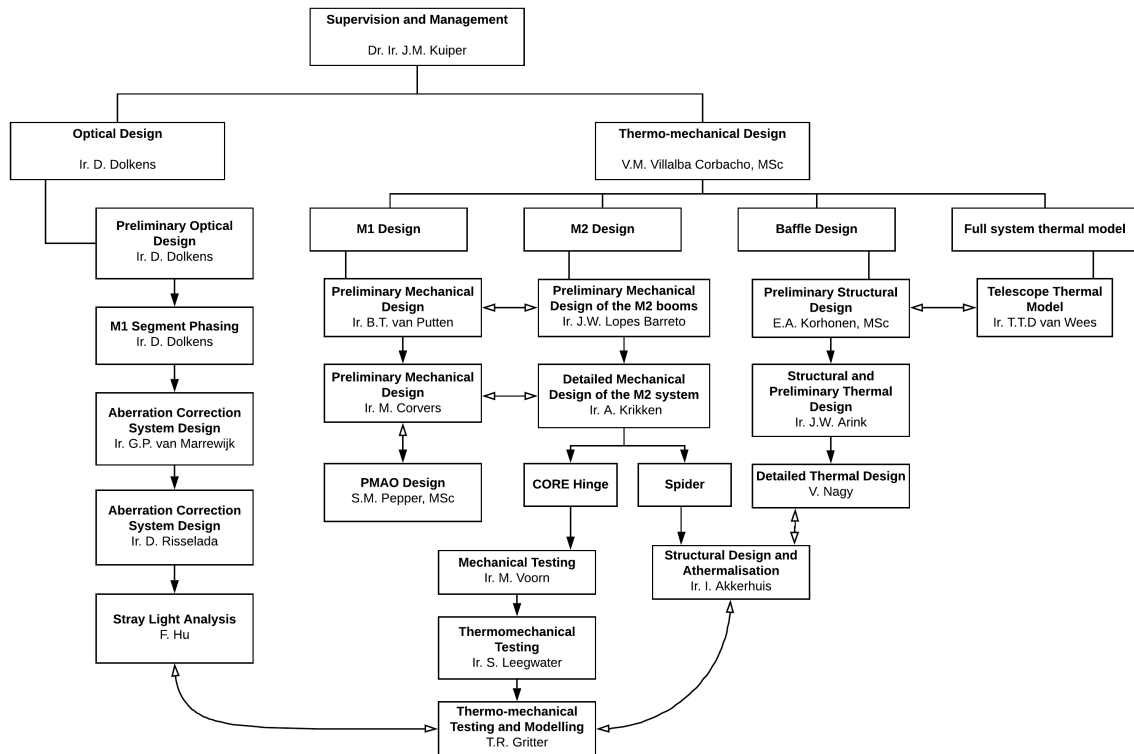 Supervision and Management
Dr. Ir. J.M. Kuiper
Optical Design
Ir. D. Dolkens
Thermo-mechanical Design
V.M. Villalba Corbacho, MSc
Preliminary Optical
Design
Ir. D. Dolkens
M1 Segment Phasing
Ir. D. Dolkens
Aberration Correction
System Design
Ir. G.P. van Marrewijk
Aberration Correction
System Design
Ir. D. Risselada
Stray Light Analysis
F. Hu
M1 Design
Preliminary Mechanical
Design
Ir. B.T. van Putten
Preliminary Mechanical
Design
Ir. M. Corvers
PMAO Design
S.M. Pepper, MSc
M2 Design
Preliminary Mechanical
Design of the M2 booms
Ir. J.W. Lopes Barreto
Detailed Mechanical
Design of the M2 system
Ir. A. Krikken
CORE Hinge
Spider
Mechanical Testing
Ir. M. Voorn
Thermomechanical
Testing
Ir. S. Leegwater
Thermo-mechanical
Testing and Modelling
T.R. Gritter
Structural Design and
Athermalisation
Ir. I. Akkerhuis
Baffle Design
Preliminary Structural
Design
E.A. Korhonen, MSc
Structural and
Preliminary Thermal
Design
Ir. J.W. Arink
Detailed Thermal Design
V. Nagy
Full system thermal model
Telescope Thermal
Model
Ir. T.T.D van Wees